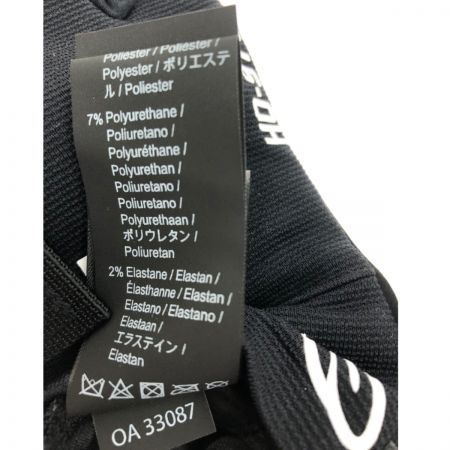 Poliester / Poliester /
Polyester / ポリエステ
ル / Poliester
7% Polyurethane /
Poliuretano /
Polyuréthane /
Polyurethan /
Poliuretano /
Poliuretano /
Polyurethaan /
ポリウレタン /
Poliuretan
2% Elastane / Elastan /
Élasthanne / Elastan /
Elastano / Elastano /
Elastaan /
エラステイン /
Elastan
OA 33087